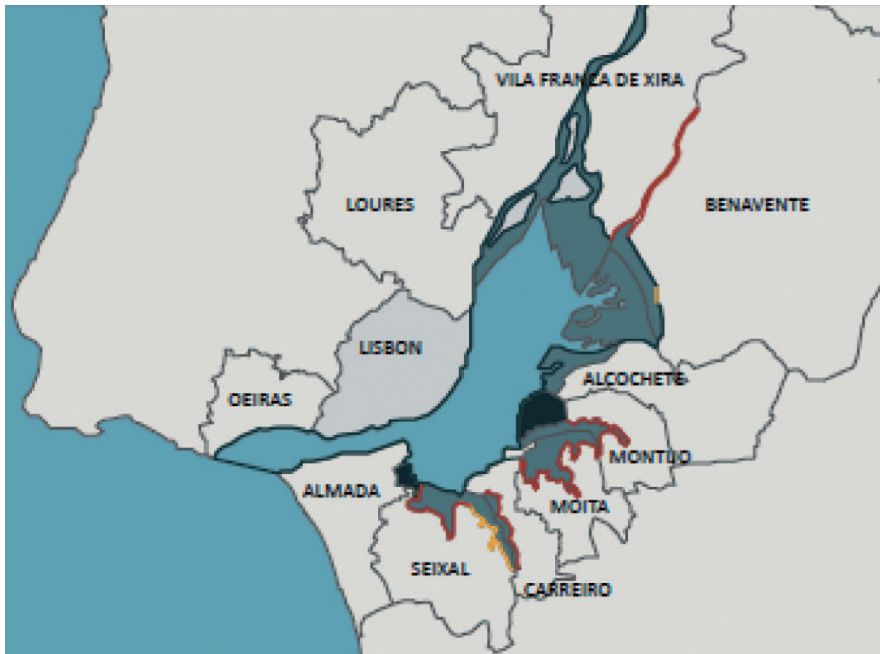 VILA FRANCA DE XIRA
LOURES
BENAVENTE
LISBON
OEIRAS
ALCOCHETE
MONTIJO
ALMADA
MOITA
SEIXAL
CARREIRO